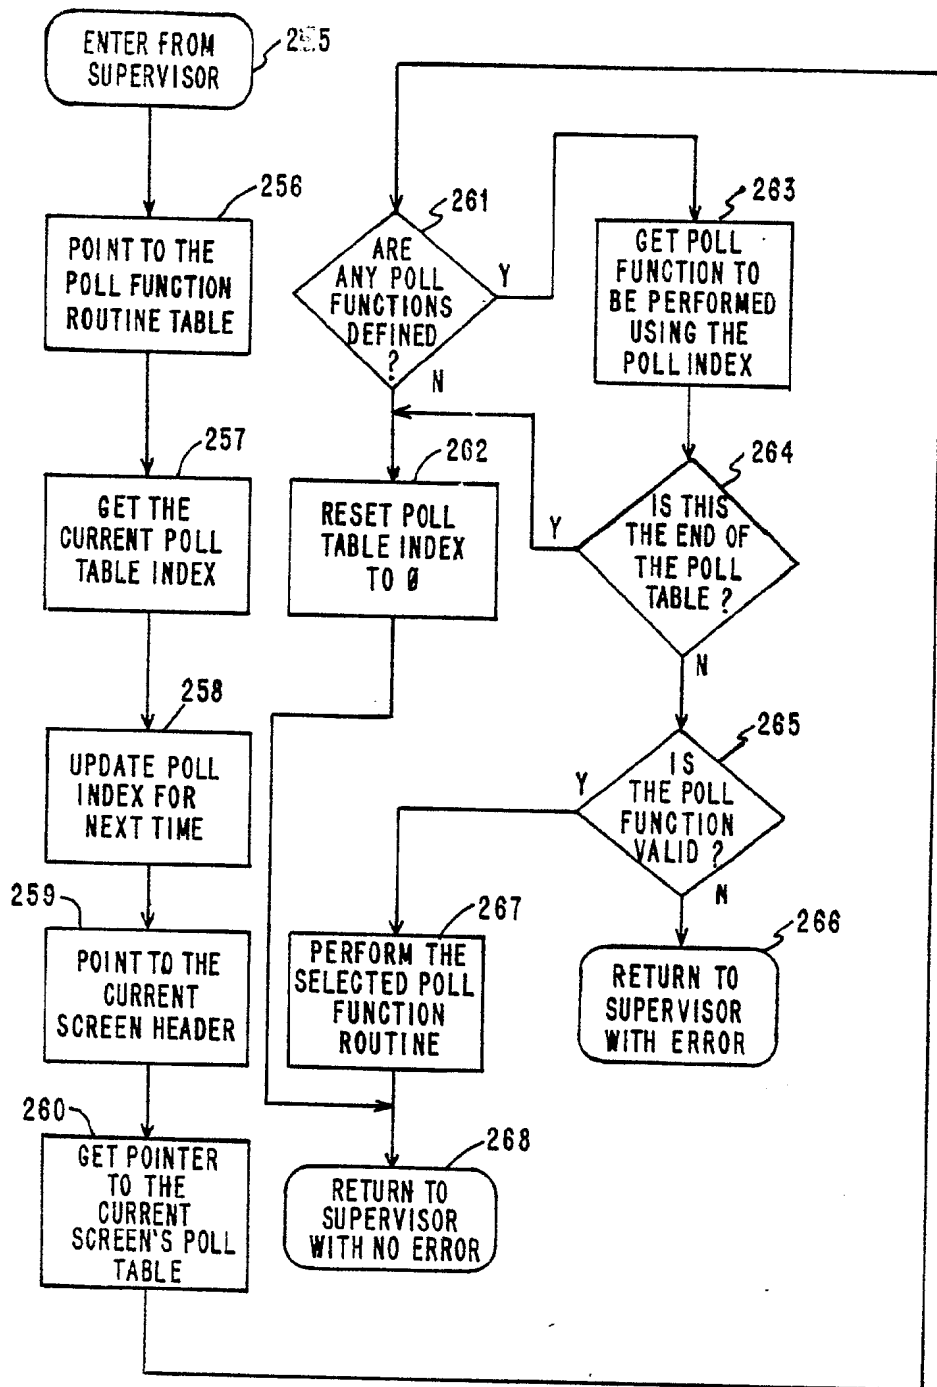 ENTER FROM
SUPERVISOR
256
POINT TO THE
POLL FUNCTION
ROUTINE TABLE
257
GET THE
CURRENT POLL
TABLE INDEX
258
UPDATE POLL
INDEX FOR
NEXT TIME
259
POINT TO THE
CURRENT
SCREEN HEADER
260
GET POINTER
TO THE
CURRENT
SCREEN'S POLL
TABLE
261
ARE
ANY POLL
FUNCTIONS
DEFINED
?
Y
N
262
RESET POLL
TABLE INDEX
TO 0
263
GET POLL
FUNCTION TO
BE PERFORMED
USING THE
POLL INDEX
264
IS THIS
THE END OF
THE POLL
TABLE ?
Y
N
265
IS
THE POLL
FUNCTION
VALID ?
Y
N
266
RETURN TO
SUPERVISOR
WITH ERROR
267
PERFORM THE
SELECTED POLL
FUNCTION
ROUTINE
268
RETURN TO
SUPERVISOR
WITH NO ERROR